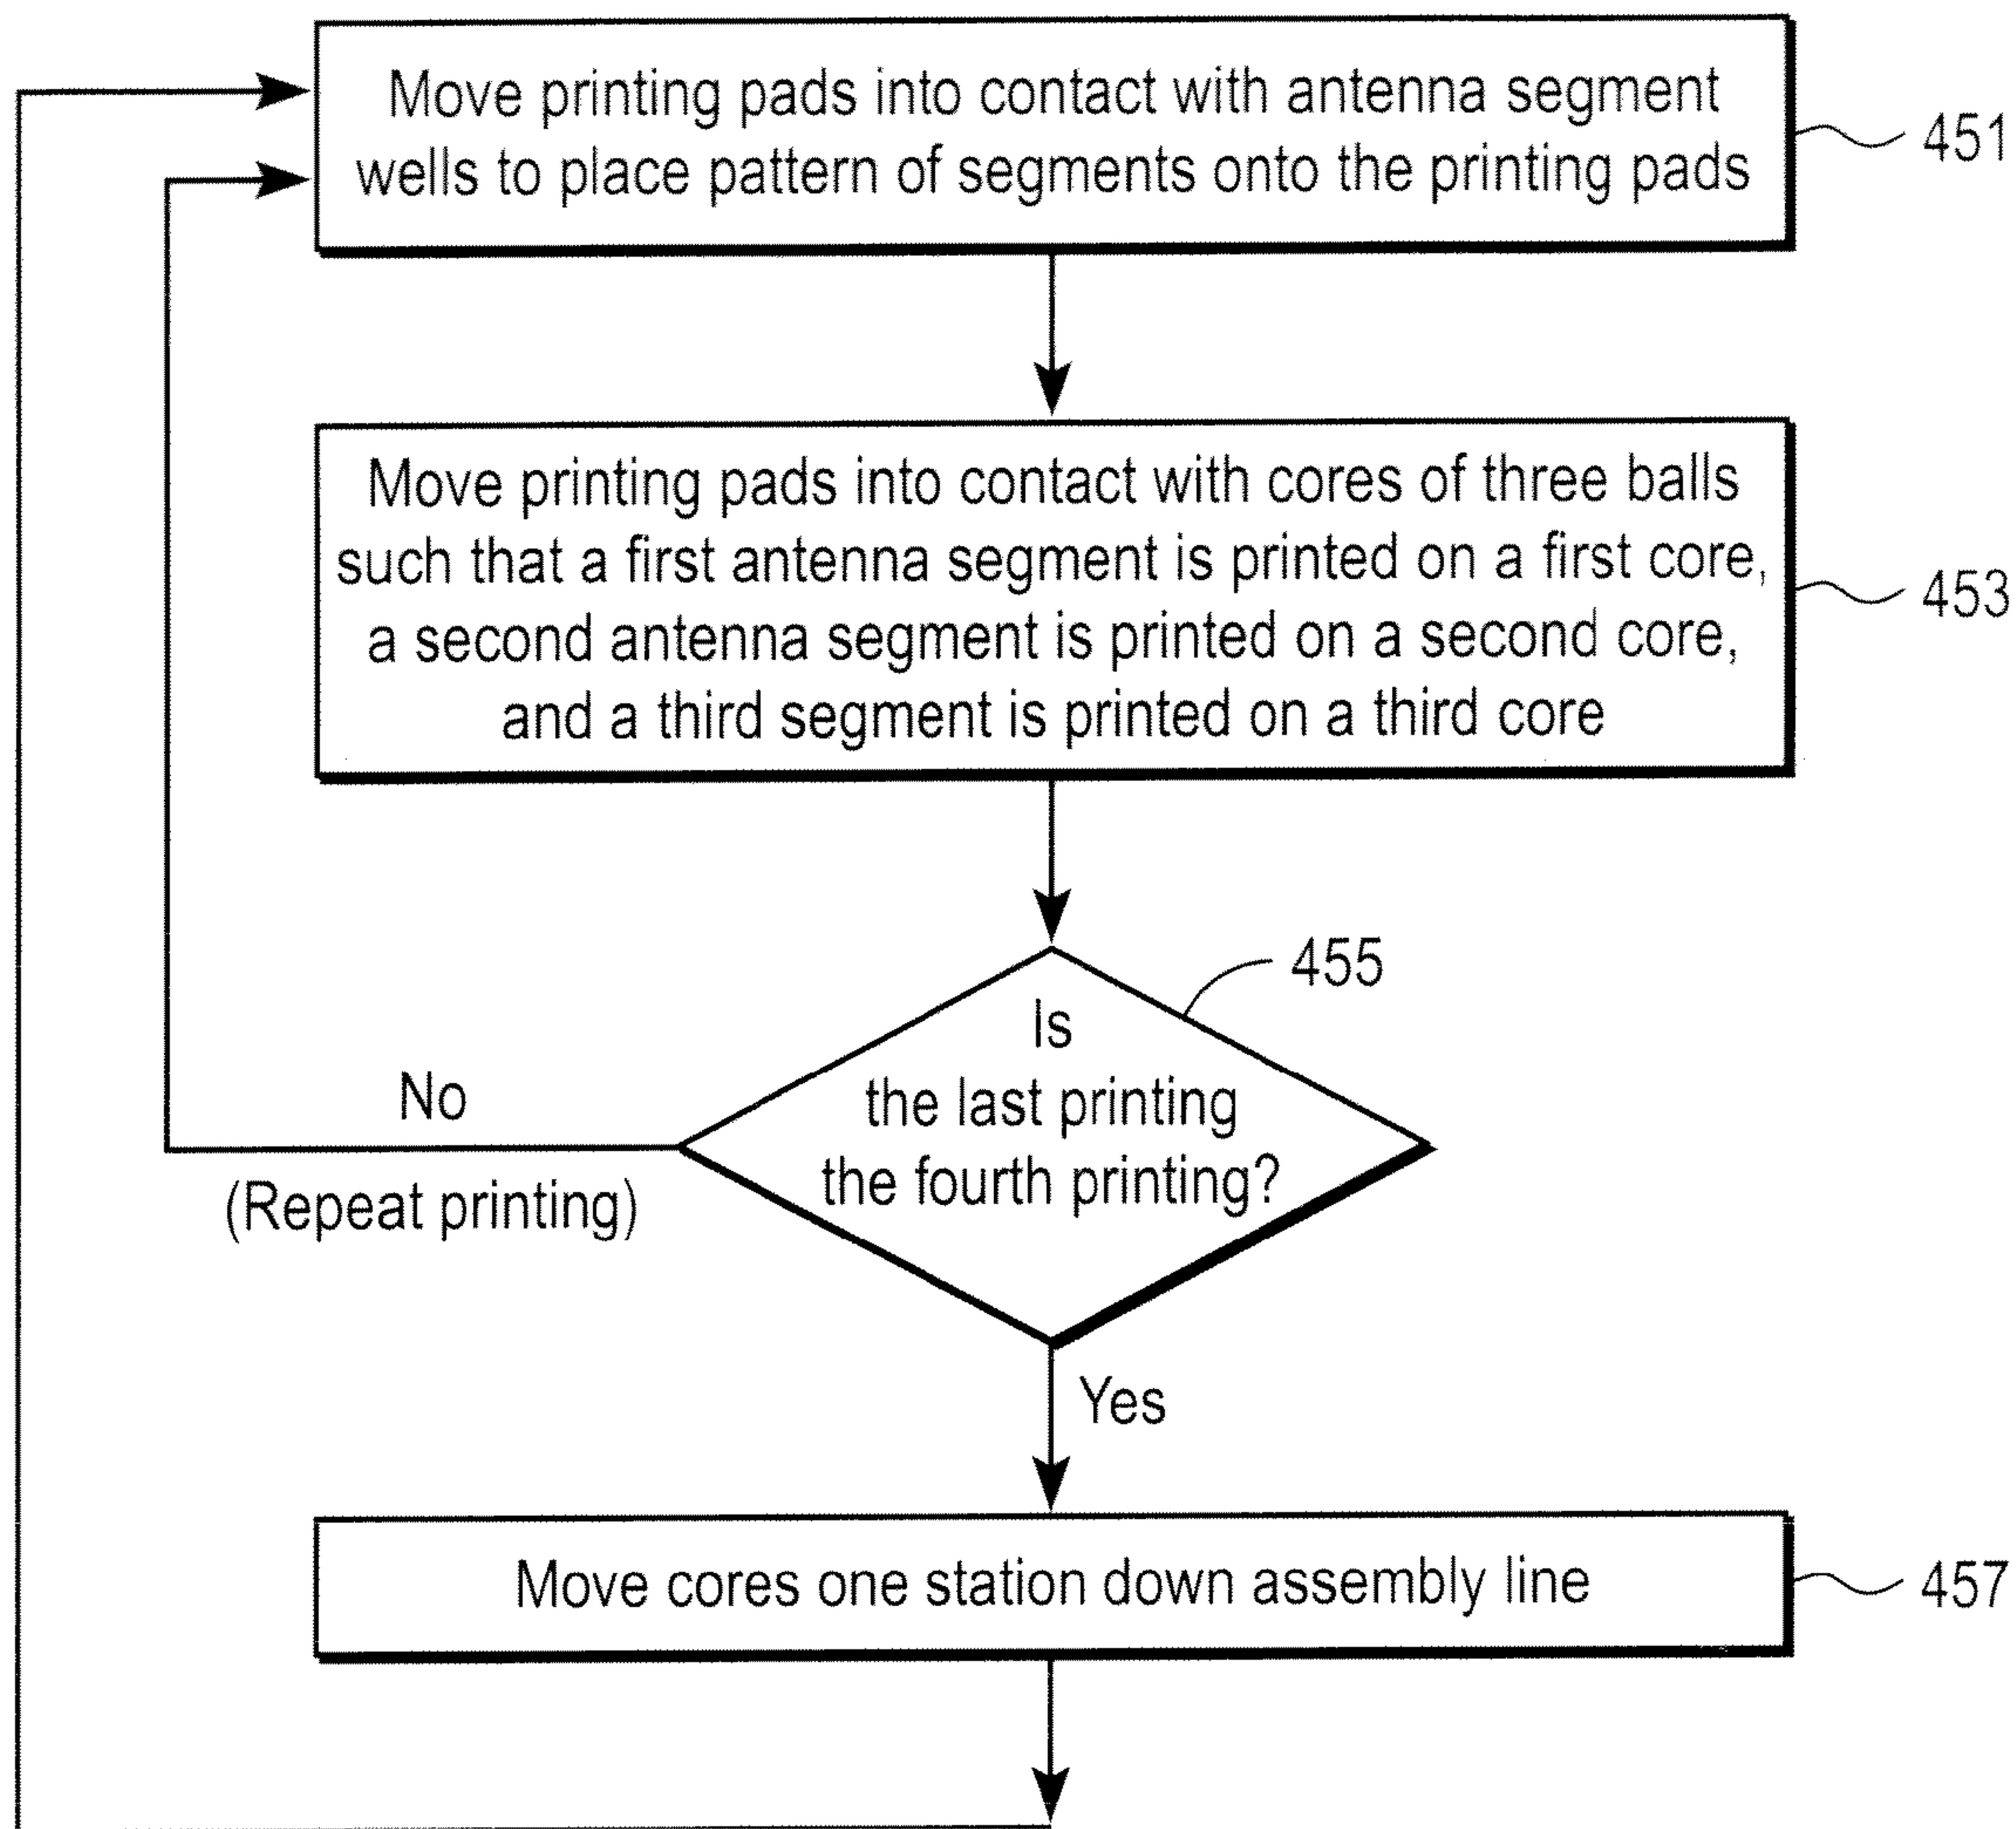 Move printing pads into contact with antenna segment
wells to place pattern of segments onto the printing pads
451
Move printing pads into contact with cores of three balls
such that a first antenna segment is printed on a first core,
a second antenna segment is printed on a second core,
and a third segment is printed on a third core
453
455
Is
the last printing
the fourth printing?
No
(Repeat printing)
Yes
Move cores one station down assembly line
457